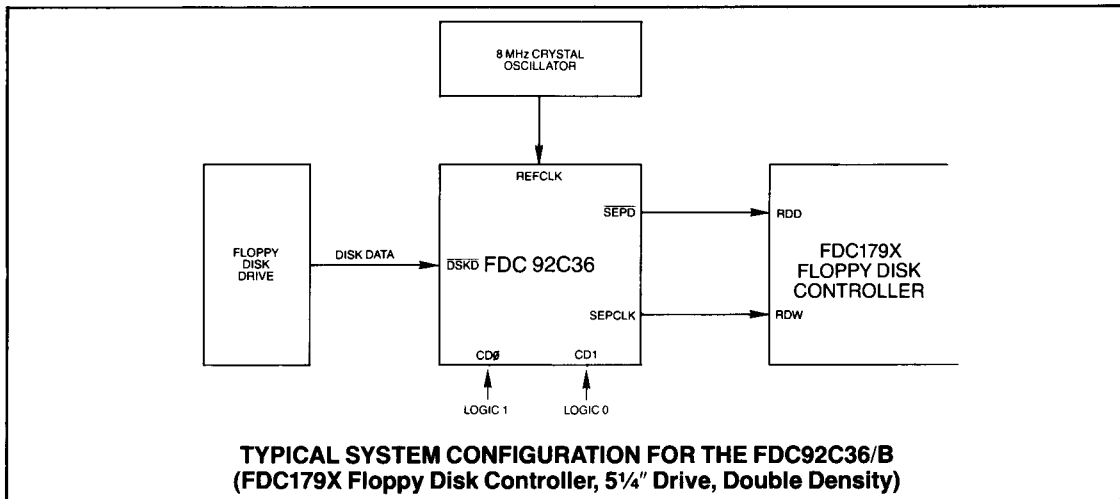 8 MHz CRYSTAL
OSCILLATOR
REFCLK
SEPD
RDD
FLOPPY
DISK
DRIVE
DISK DATA
DSKD
FDC 92C36
FDC179X
FLOPPY DISK
CONTROLLER
SEPCLK
RDW
CDØ
CD1
LOGIC 1
LOGIC 0
TYPICAL SYSTEM CONFIGURATION FOR THE FDC92C36/B
(FDC179X Floppy Disk Controller, 5¼″ Drive, Double Density)